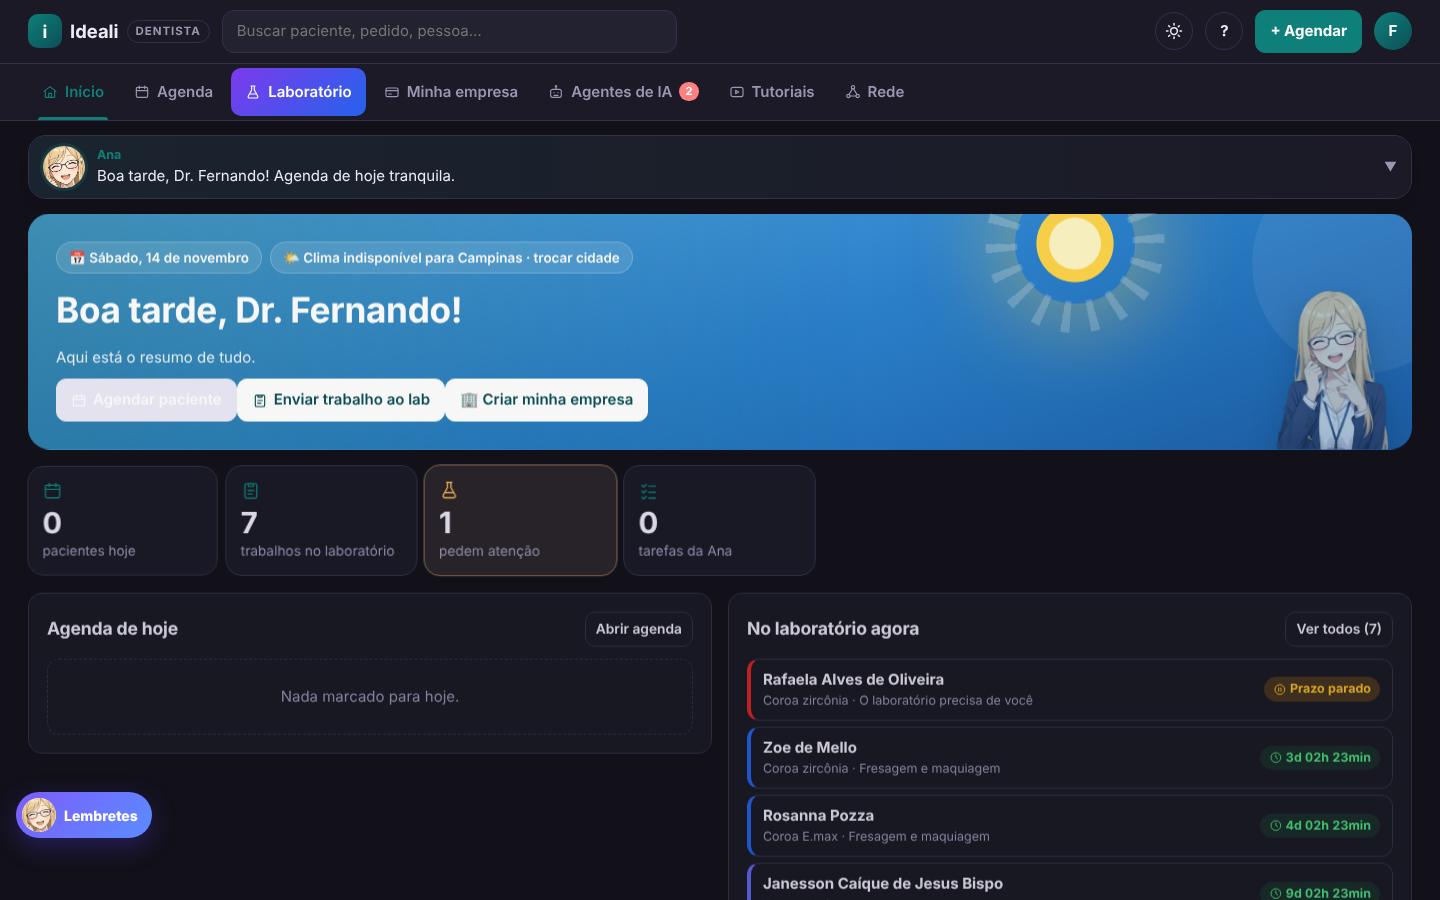 i Ideali DENTISTA
Buscar paciente, pedido, pessoa...
?
+ Agendar
F
Início
Agenda
Laboratório
Minha empresa
Agentes de IA 2
Tutoriais
Rede
Ana
Boa tarde, Dr. Fernando! Agenda de hoje tranquila.
Sábado, 14 de novembro
Clima indisponível para Campinas · trocar cidade
Boa tarde, Dr. Fernando!
Aqui está o resumo de tudo.
Agendar paciente
Enviar trabalho ao lab
Criar minha empresa
0
pacientes hoje
7
trabalhos no laboratório
1
pedem atenção
0
tarefas da Ana
Agenda de hoje
Abrir agenda
Nada marcado para hoje.
No laboratório agora
Ver todos (7)
Rafaela Alves de Oliveira
Coroa zircônia · O laboratório precisa de você
Prazo parado
Zoe de Mello
Coroa zircônia · Fresagem e maquiagem
3d 02h 23min
Rosanna Pozza
Coroa E.max · Fresagem e maquiagem
4d 02h 23min
Janesson Caíque de Jesus Bispo
9d 02h 23min
Lembretes